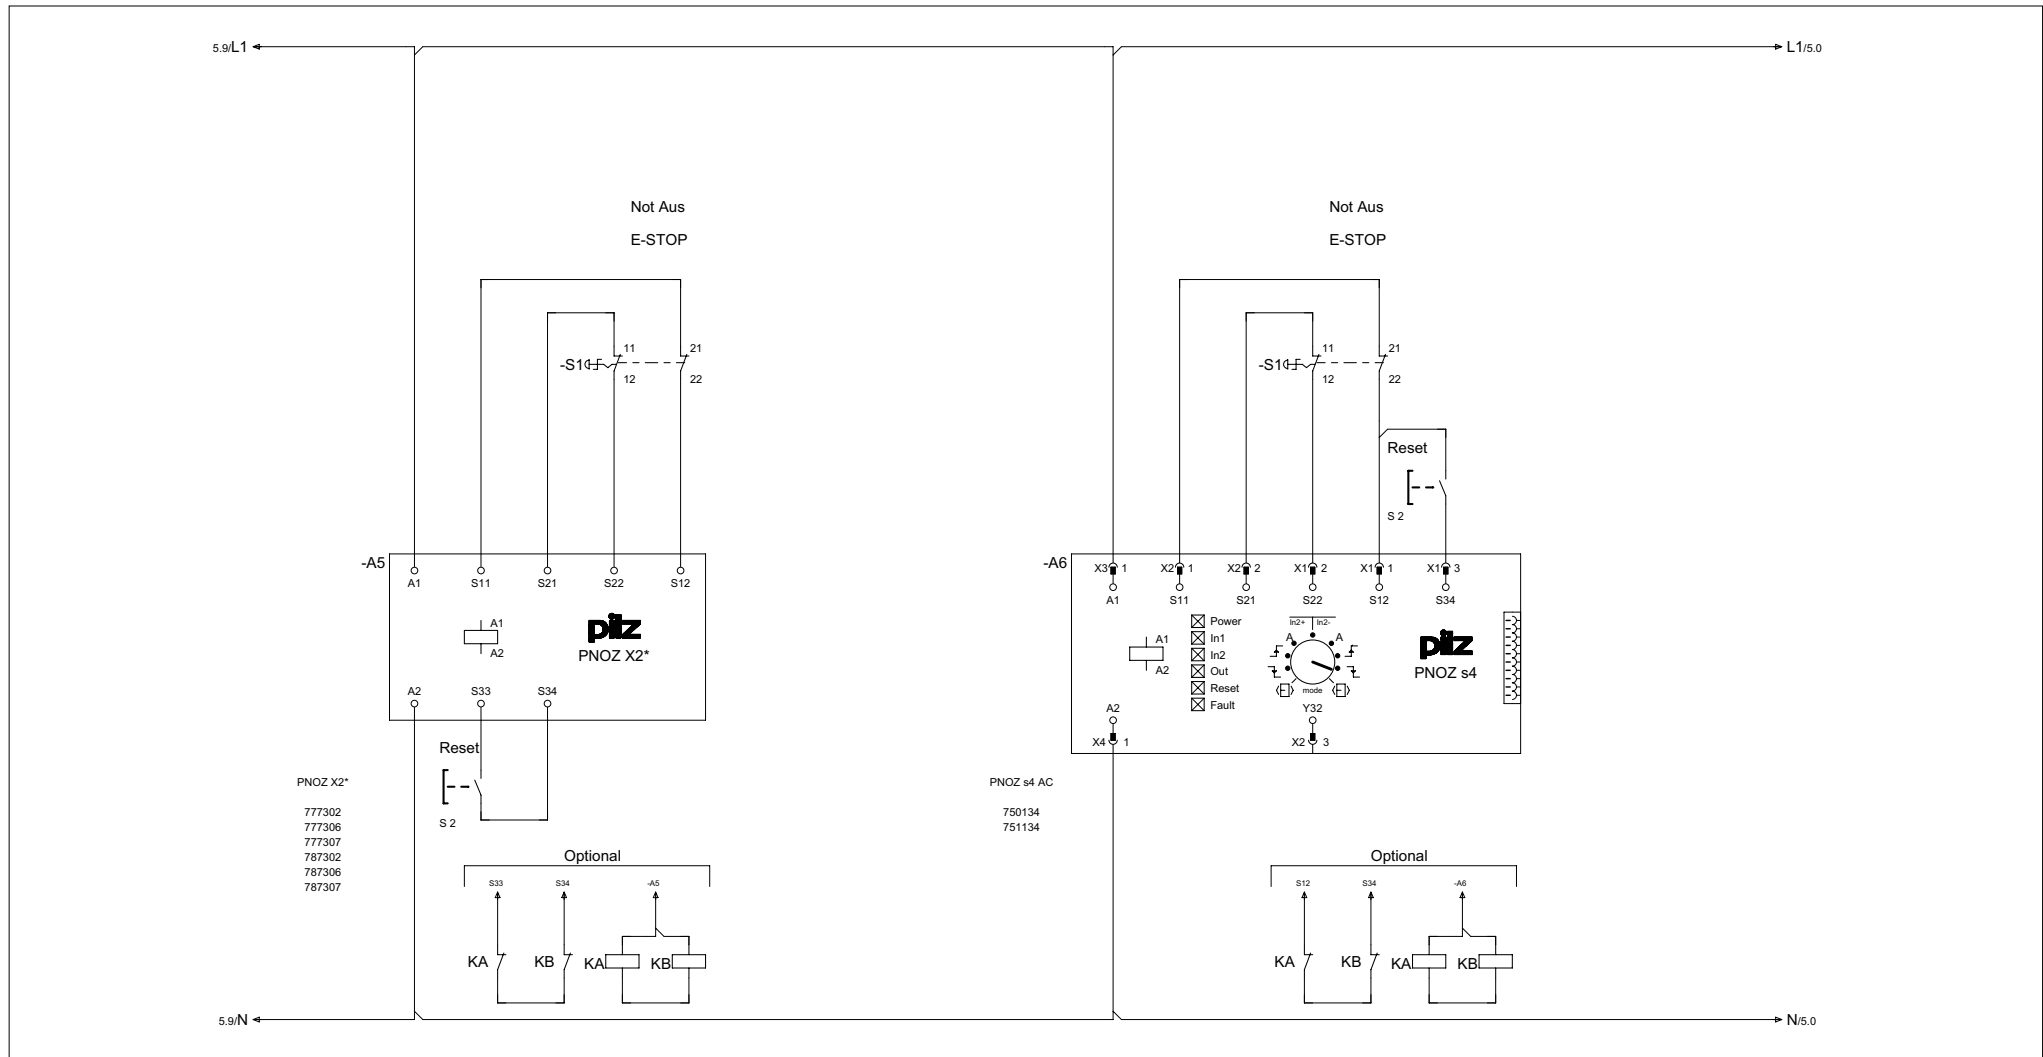 5.9/L1
L1/5.0
Not Aus
E-STOP
Not Aus
E-STOP
-S1
11
12
21
22
-S1
11
12
21
22
Reset
S 2
-A5
A1
S11
S21
S22
S12
A1
A2
pilz
PNOZ X2*
A2
S33
S34
-A6
X3 1
X2 1
X2 2
X1 2
X1 1
X1 3
A1
S11
S21
S22
S12
S34
A1
A2
Power
In1
In2
Out
Reset
Fault
In2+ In2-
A A
mode
pilz
PNOZ s4
A2
Y32
X4 1
X2 3
Reset
S 2
PNOZ X2*
777302
777306
777307
787302
787306
787307
PNOZ s4 AC
750134
751134
Optional
S33
S34
-A5
KA
KB
KA
KB
Optional
S12
S34
-A6
KA
KB
KA
KB
5.9/N
N/5.0